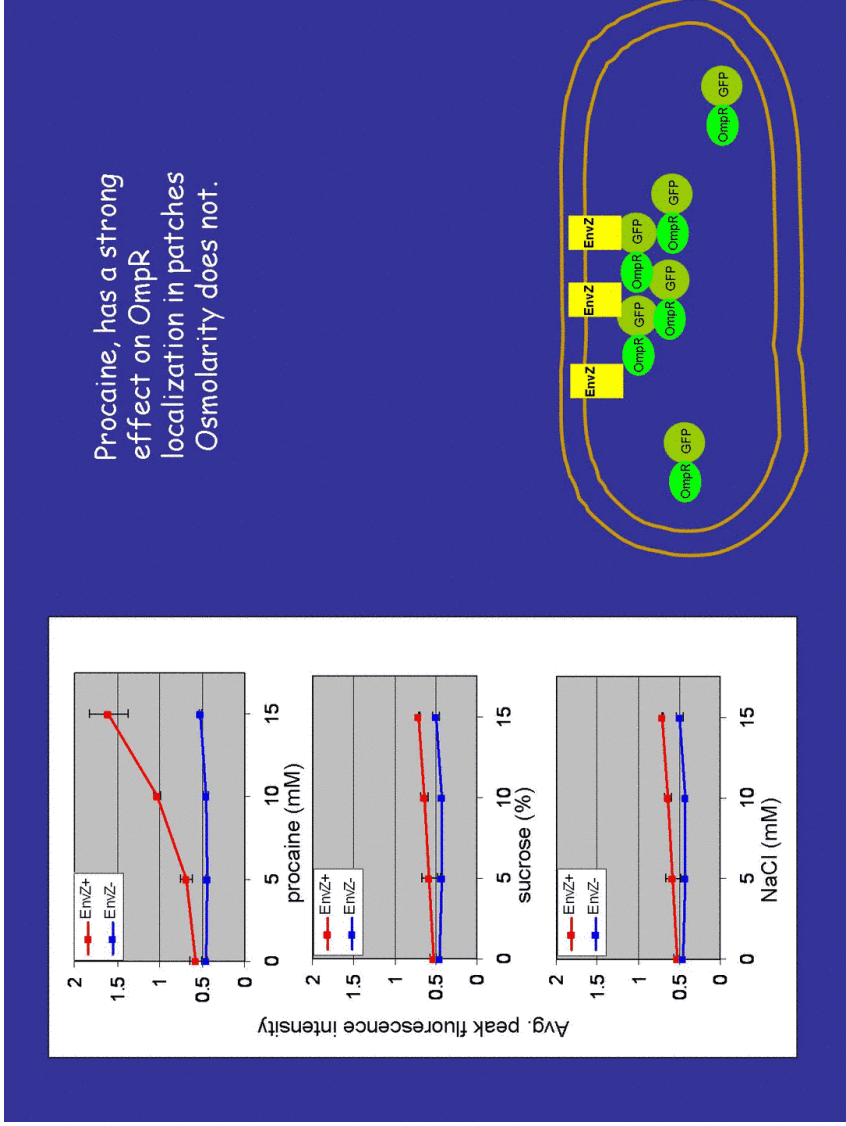 Procaine, has a strong
effect on OmpR
localization in patches
Osmolarity does not.
Avg. peak fluorescence intensity
2
1.5
1
0.5
0
EnvZ+
EnvZ-
0
5
10
15
procaine (mM)
2
1.5
1
0.5
0
EnvZ+
EnvZ-
0
5
10
15
sucrose (%)
2
1.5
1
0.5
0
EnvZ+
EnvZ-
0
5
10
15
NaCl (mM)
EnvZ
EnvZ
EnvZ
OmpR
GFP
OmpR
GFP
OmpR
GFP
OmpR
GFP
OmpR
GFP
OmpR
GFP